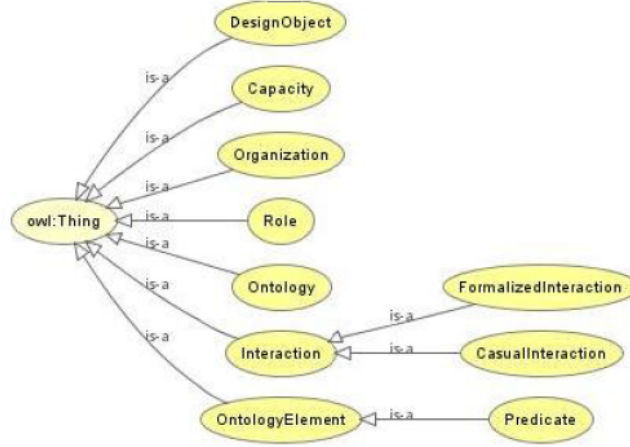 DesignObject
is-a
Capacity
is-a
Organization
is-a
owl:Thing
is-a
Role
is-a
Ontology
is-a
FormalizedInteraction
is-a
Interaction
is-a
CasualInteraction
is-a
OntologyElement
is-a
Predicate